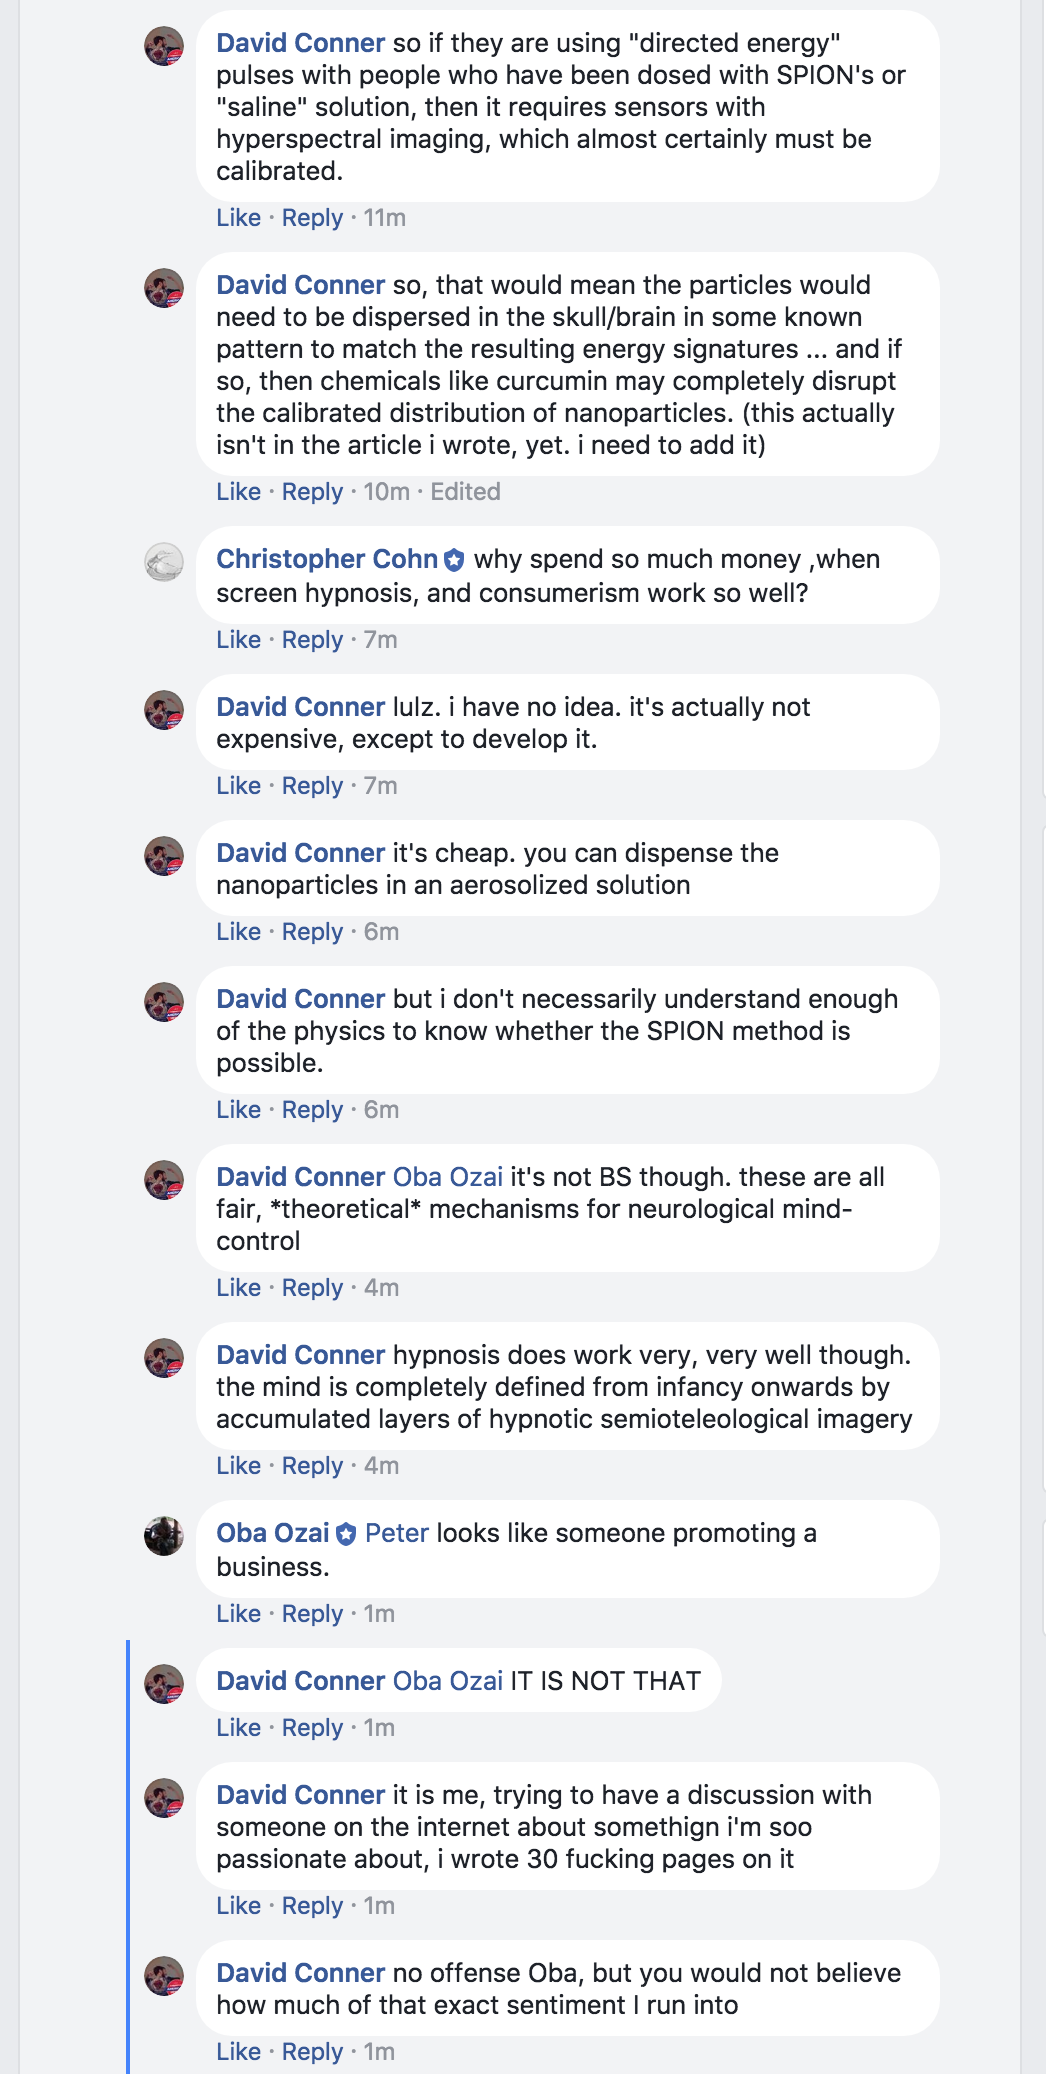 David Conner so if they are using "directed energy"
pulses with people who have been dosed with SPION's or
"saline" solution, then it requires sensors with
hyperspectral imaging, which almost certainly must be
calibrated.
Like · Reply · 11m
David Conner so, that would mean the particles would
need to be dispersed in the skull/brain in some known
pattern to match the resulting energy signatures ... and if
so, then chemicals like curcumin may completely disrupt
the calibrated distribution of nanoparticles. (this actually
isn't in the article i wrote, yet. i need to add it)
Like · Reply · 10m · Edited
Christopher Cohn why spend so much money ,when
screen hypnosis, and consumerism work so well?
Like · Reply · 7m
David Conner lulz. i have no idea. it's actually not
expensive, except to develop it.
Like · Reply · 7m
David Conner it's cheap. you can dispense the
nanoparticles in an aerosolized solution
Like · Reply · 6m
David Conner but i don't necessarily understand enough
of the physics to know whether the SPION method is
possible.
Like · Reply · 6m
David Conner Oba Ozai it's not BS though. these are all
fair, *theoretical* mechanisms for neurological mind-
control
Like · Reply · 4m
David Conner hypnosis does work very, very well though.
the mind is completely defined from infancy onwards by
accumulated layers of hypnotic semioteleological imagery
Like · Reply · 4m
Oba Ozai Peter looks like someone promoting a
business.
Like · Reply · 1m
David Conner Oba Ozai IT IS NOT THAT
Like · Reply · 1m
David Conner it is me, trying to have a discussion with
someone on the internet about somethign i'm soo
passionate about, i wrote 30 fucking pages on it
Like · Reply · 1m
David Conner no offense Oba, but you would not believe
how much of that exact sentiment I run into
Like · Reply · 1m